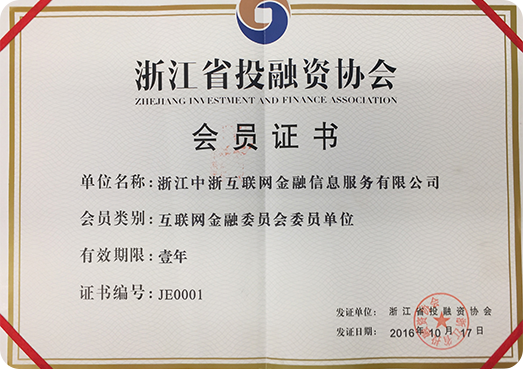 浙江省投融资协会
ZHEJIANG INVESTMENT AND FINANCE ASSOCIATION
会员证书
单位名称：浙江中浙互联网金融信息服务有限公司
会员类别：互联网金融委员会委员单位
有效期限：壹年
证书编号：JE0001
发证单位： 浙江省投融资协会
发证日期： 2016年10月17日